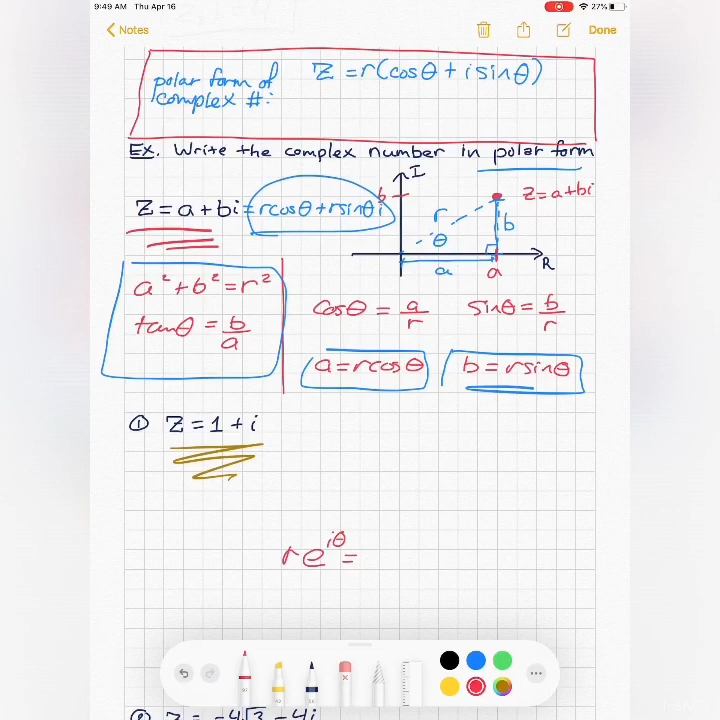 9:49 AM Thu Apr 16
27%
Notes
Done
polar form of complex #:
z = r(cosθ + i sinθ)
Ex. Write the complex number in polar form
z = a + bi = rcosθ + rsinθ i
I
b
z = a + bi
r
θ
b
a
a
R
a² + b² = r²
tanθ = b/a
cosθ = a/r
sinθ = b/r
a = rcosθ
b = rsinθ
① z = 1 + i
re^{iθ} =
② z = -4√3 - 4i